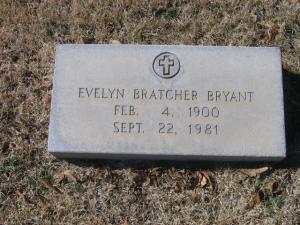 EVELYN BRATCHER BRYANT
FEB. 4, 1900
SEPT. 22, 1981